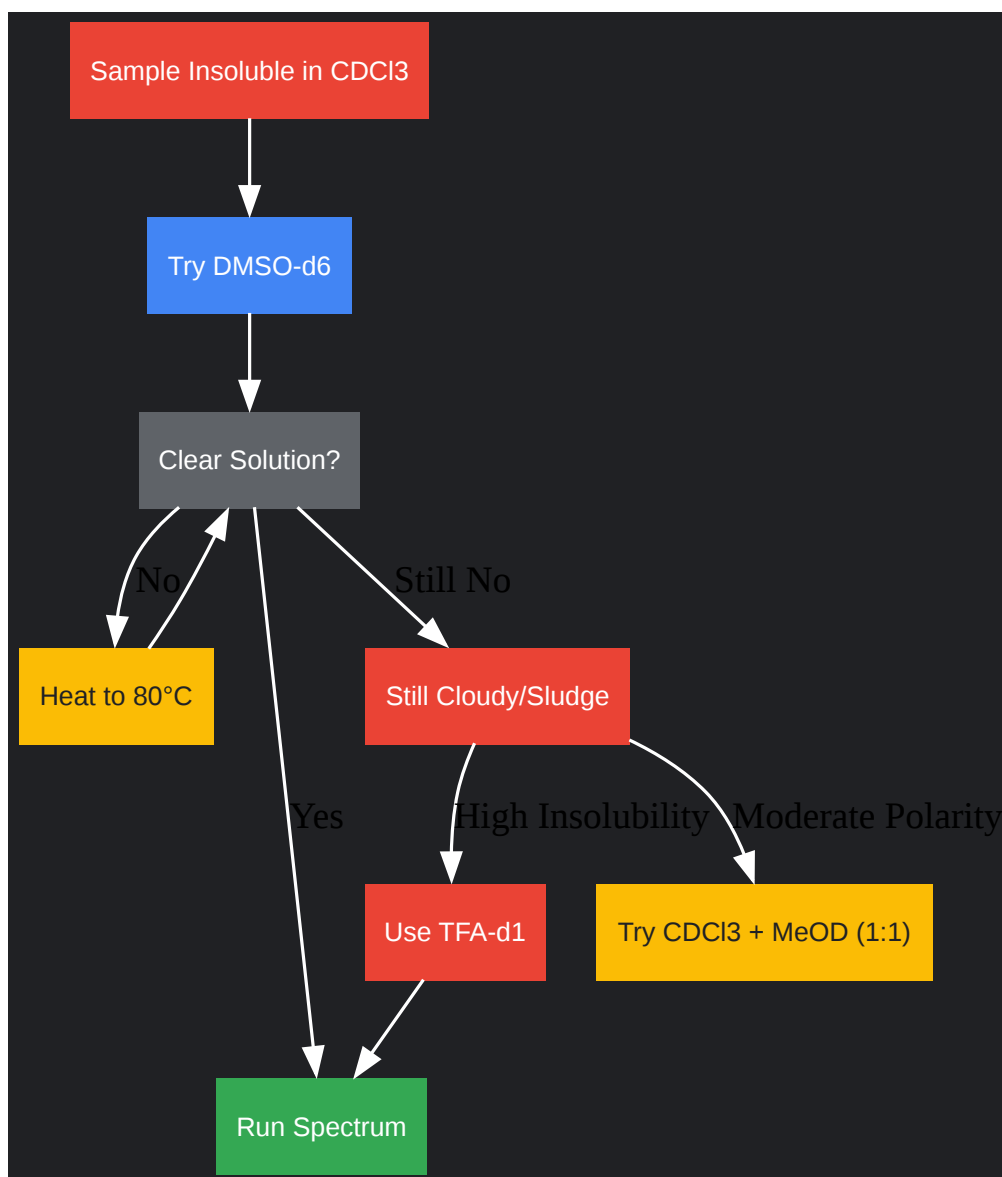 Sample Insoluble in CDCl3
Try DMSO-d6
Clear Solution?
No
Still No
Heat to 80°C
Still Cloudy/Sludge
Yes
High Insolubility
Moderate Polarity
Use TFA-d1
Try CDCl3 + MeOD (1:1)
Run Spectrum